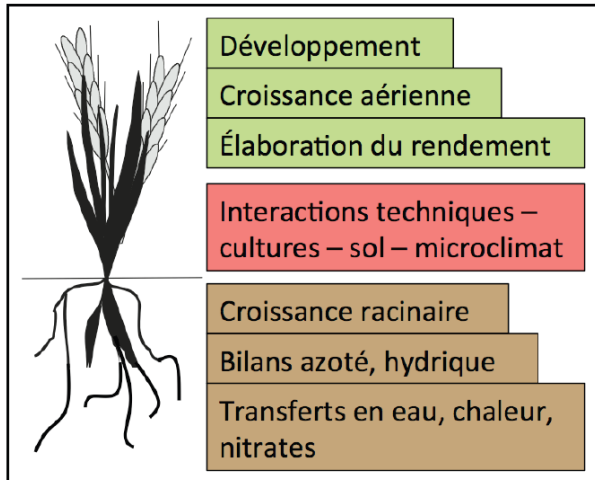 Développement
Croissance aérienne
Élaboration du rendement
Interactions techniques –
cultures – sol – microclimat
Croissance racinaire
Bilans azoté, hydrique
Transferts en eau, chaleur,
nitrates